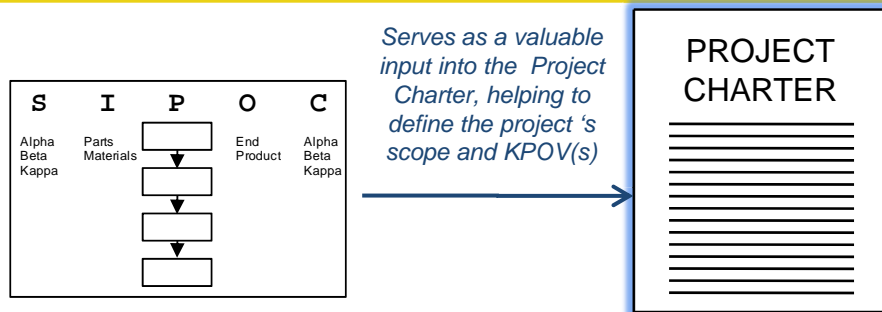 S I P O C
Alpha
Beta
Kappa
Parts
Materials
End
Product
Alpha
Beta
Kappa
Serves as a valuable
input into the Project
Charter, helping to
define the project ‘s
scope and KPOV(s)
PROJECT
CHARTER